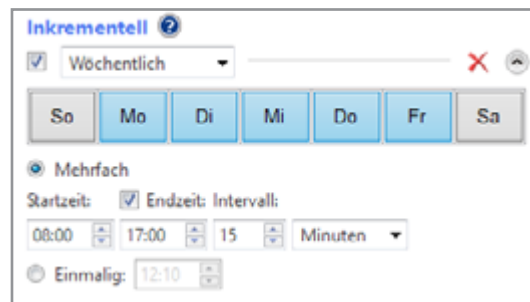 Inkrementell ?
Wöchentlich
So Mo Di Mi Do Fr Sa
Mehrfach
Startzeit: Endzeit: Intervall:
08:00 17:00 15 Minuten
Einmalig: 12:10